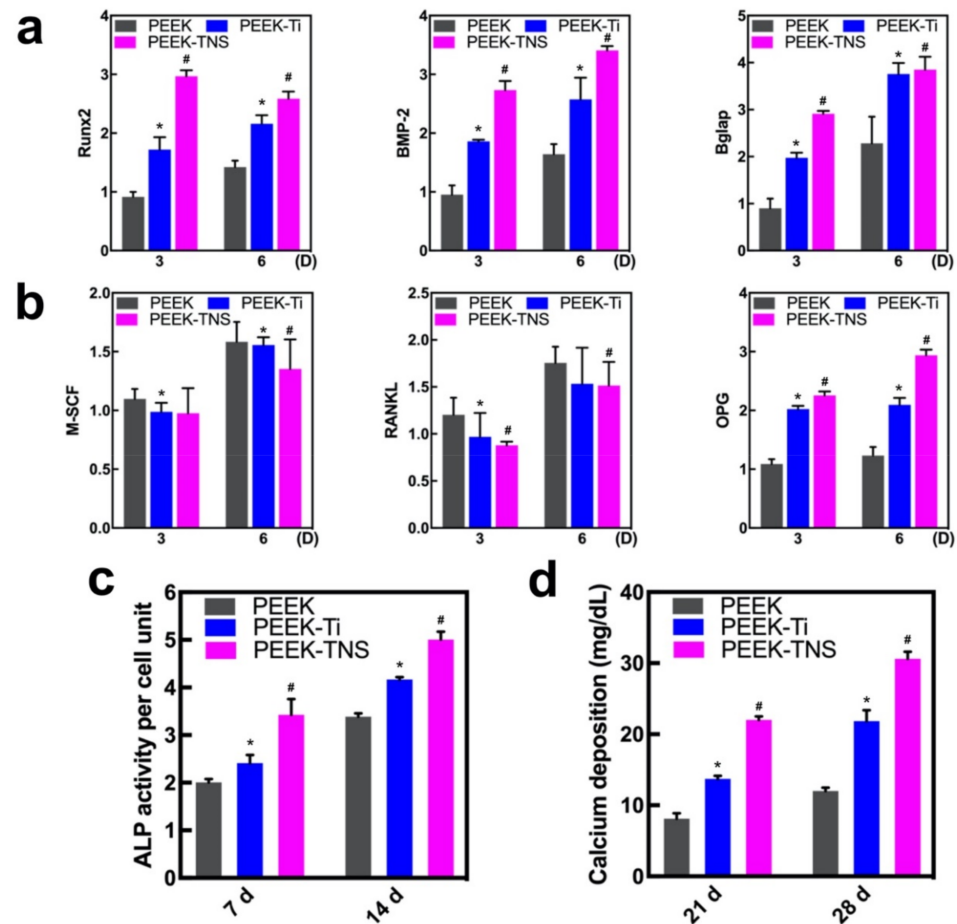 a
PEEK PEEK-Ti
PEEK-TNS
Runx2
4
3
2
1
0
* # * #
3 6 (D)
PEEK PEEK-Ti
PEEK-TNS
BMP-2
4
3
2
1
0
* # * #
3 6 (D)
PEEK PEEK-Ti
PEEK-TNS
Bglap
5
4
3
2
1
0
* # * #
3 6 (D)
b
PEEK PEEK-Ti
PEEK-TNS
M-SCF
2.0
1.5
1.0
0.5
0.0
* * #
3 6 (D)
PEEK PEEK-Ti
PEEK-TNS
RANKL
2.5
2.0
1.5
1.0
0.5
0.0
* # #
3 6 (D)
PEEK PEEK-Ti
PEEK-TNS
OPG
4
3
2
1
0
* # * #
3 6 (D)
c
PEEK
PEEK-Ti
PEEK-TNS
ALP activity per cell unit
6
5
4
3
2
1
0
* # * #
7 d 14 d
d
PEEK
PEEK-Ti
PEEK-TNS
Calcium deposition (mg/dL)
40
30
20
10
0
* # * #
21 d 28 d